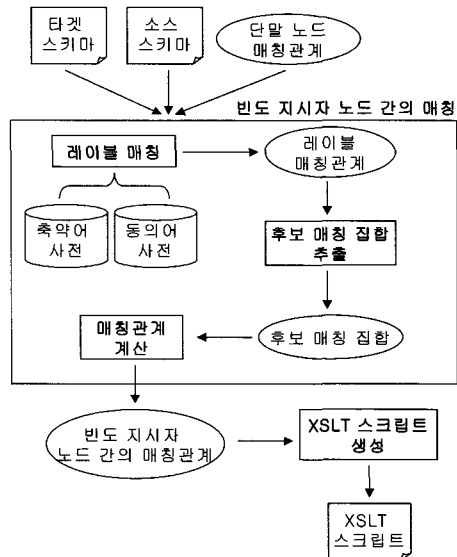 타겟
스키마
소스
스키마
단말 노드
매칭관계
빈도 지시자 노드 간의 매칭
레이블 매칭
레이블
매칭관계
축약어
사전
동의어
사전
후보 매칭 집합
추출
매칭관계
계산
후보 매칭 집합
빈도 지시자
노드 간의 매칭관계
XSLT 스크립트
생성
XSLT
스크립트